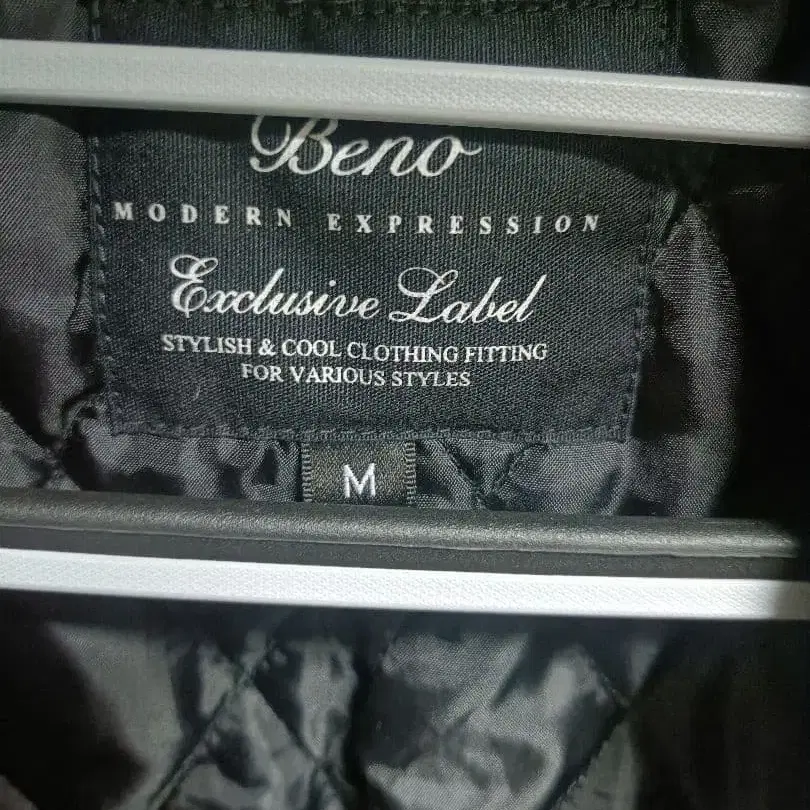 Beno
MODERN EXPRESSION
Exclusive Label
STYLISH & COOL CLOTHING FITTING
FOR VARIOUS STYLES
M